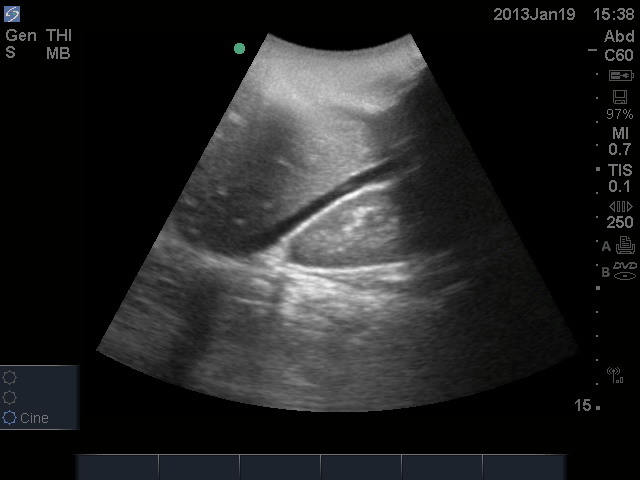 2013Jan19 15:38
Gen THI
S MB
Abd
C60
97%
MI
0.7
TIS
0.1
250
A
B DVD
15
Cine